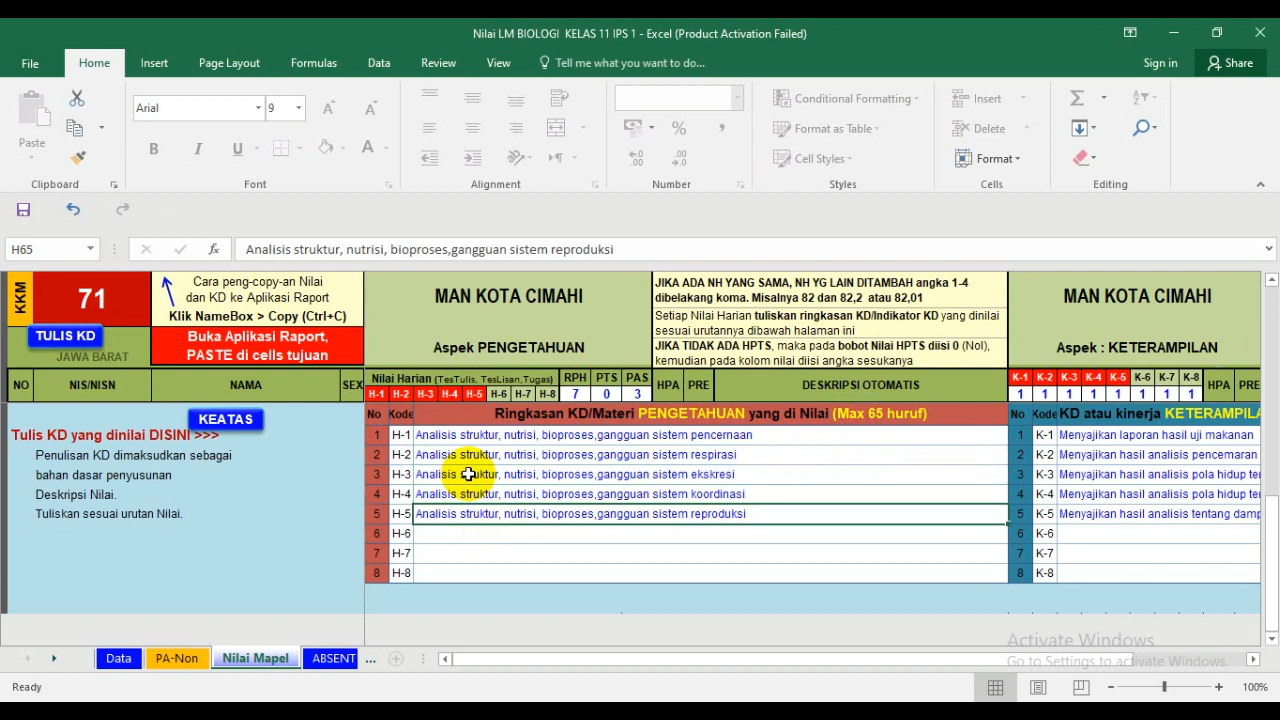 Nilai LM BIOLOGI  KELAS 11 IPS 1 - Excel (Product Activation Failed)
File Home Insert Page Layout Formulas Data Review View Tell me what you want to do... Sign in Share
Paste
Arial 9
Conditional Formatting
Format as Table
Cell Styles
Insert
Delete
Format
Clipboard Font Alignment Number Styles Cells Editing
H65 fx Analisis struktur, nutrisi, bioproses,gangguan sistem reproduksi
KKM 71
TULIS KD
JAWA BARAT
Cara peng-copy-an Nilai
dan KD ke Aplikasi Raport
Klik NameBox > Copy (Ctrl+C)
Buka Aplikasi Raport,
PASTE di cells tujuan
MAN KOTA CIMAHI
Aspek PENGETAHUAN
JIKA ADA NH YANG SAMA, NH YG LAIN DITAMBAH angka 1-4
dibelakang koma. Misalnya 82 dan 82,2  atau 82,01
Setiap Nilai Harian tuliskan ringkasan KD/Indikator KD yang dinilai
sesuai urutannya dibawah halaman ini
JIKA TIDAK ADA HPTS, maka pada bobot Nilai HPTS diisi 0 (Nol),
kemudian pada kolom nilai diisi angka sesukanya
MAN KOTA CIMAHI
Aspek : KETERAMPILAN
NO NIS/NISN NAMA SEX
Nilai Harian (TesTulis, TesLisan,Tugas) RPH PTS PAS HPA PRE DESKRIPSI OTOMATIS
H-1 H-2 H-3 H-4 H-5 H-6 H-7 H-8 7 0 3
K-1 K-2 K-3 K-4 K-5 K-6 K-7 K-8 HPA PRE
1 1 1 1 1 1 1 1
KEATAS
Tulis KD yang dinilai DISINI >>>
Penulisan KD dimaksudkan sebagai
bahan dasar penyusunan
Deskripsi Nilai.
Tuliskan sesuai urutan Nilai.
No Kode Ringkasan KD/Materi PENGETAHUAN yang di Nilai (Max 65 huruf)
1 H-1 Analisis struktur, nutrisi, bioproses,gangguan sistem pencernaan
2 H-2 Analisis struktur, nutrisi, bioproses,gangguan sistem respirasi
3 H-3 Analisis struktur, nutrisi, bioproses,gangguan sistem ekskresi
4 H-4 Analisis struktur, nutrisi, bioproses,gangguan sistem koordinasi
5 H-5 Analisis struktur, nutrisi, bioproses,gangguan sistem reproduksi
6 H-6
7 H-7
8 H-8
No Kode KD atau kinerja KETERAMPILA
1 K-1 Menyajikan laporan hasil uji makanan
2 K-2 Menyajikan hasil analisis pencemaran
3 K-3 Menyajikan hasil analisis pola hidup ter
4 K-4 Menyajikan hasil analisis pola hidup ter
5 K-5 Menyajikan hasil analisis tentang damp
6 K-6
7 K-7
8 K-8
Activate Windows
Go to Settings to activate Windows.
Data PA-Non Nilai Mapel ABSENT ...
Ready 100%